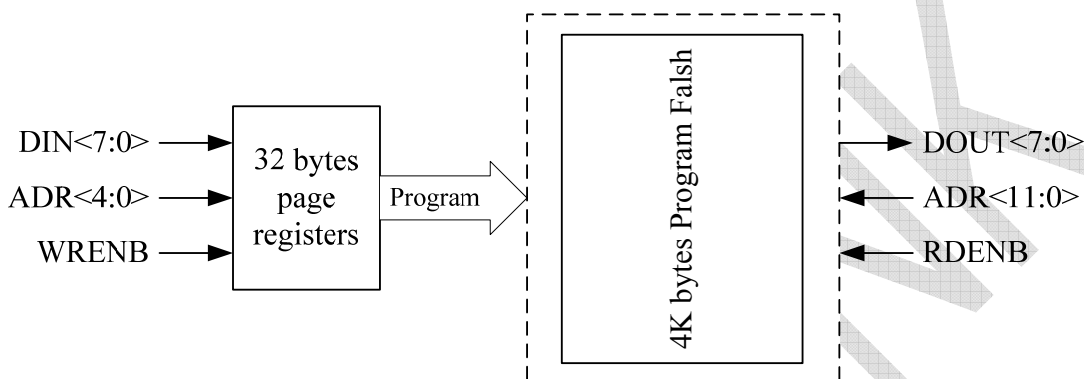 DIN<7:0>
ADR<4:0>
WRENB
32 bytes
page
registers
Program
4K bytes Program Falsh
DOUT<7:0>
ADR<11:0>
RDENB